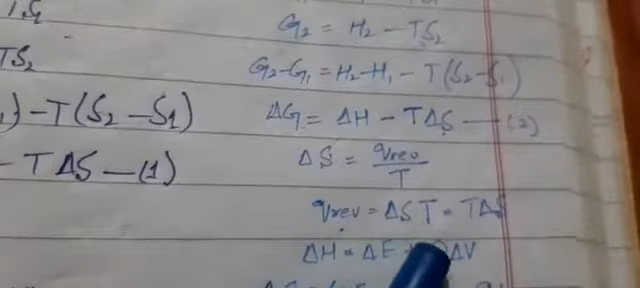 TS₂
) - T(S₂ - S₁)
- TΔS — (1)
G₂ = H₂ - TS₂
G₂-G₁ = H₂-H₁ - T(S₂-S₁)
ΔG = ΔH - TΔS — (2)
ΔS = qrev/T
qrev = ΔS T = TΔS
ΔH = ΔE + ΔV